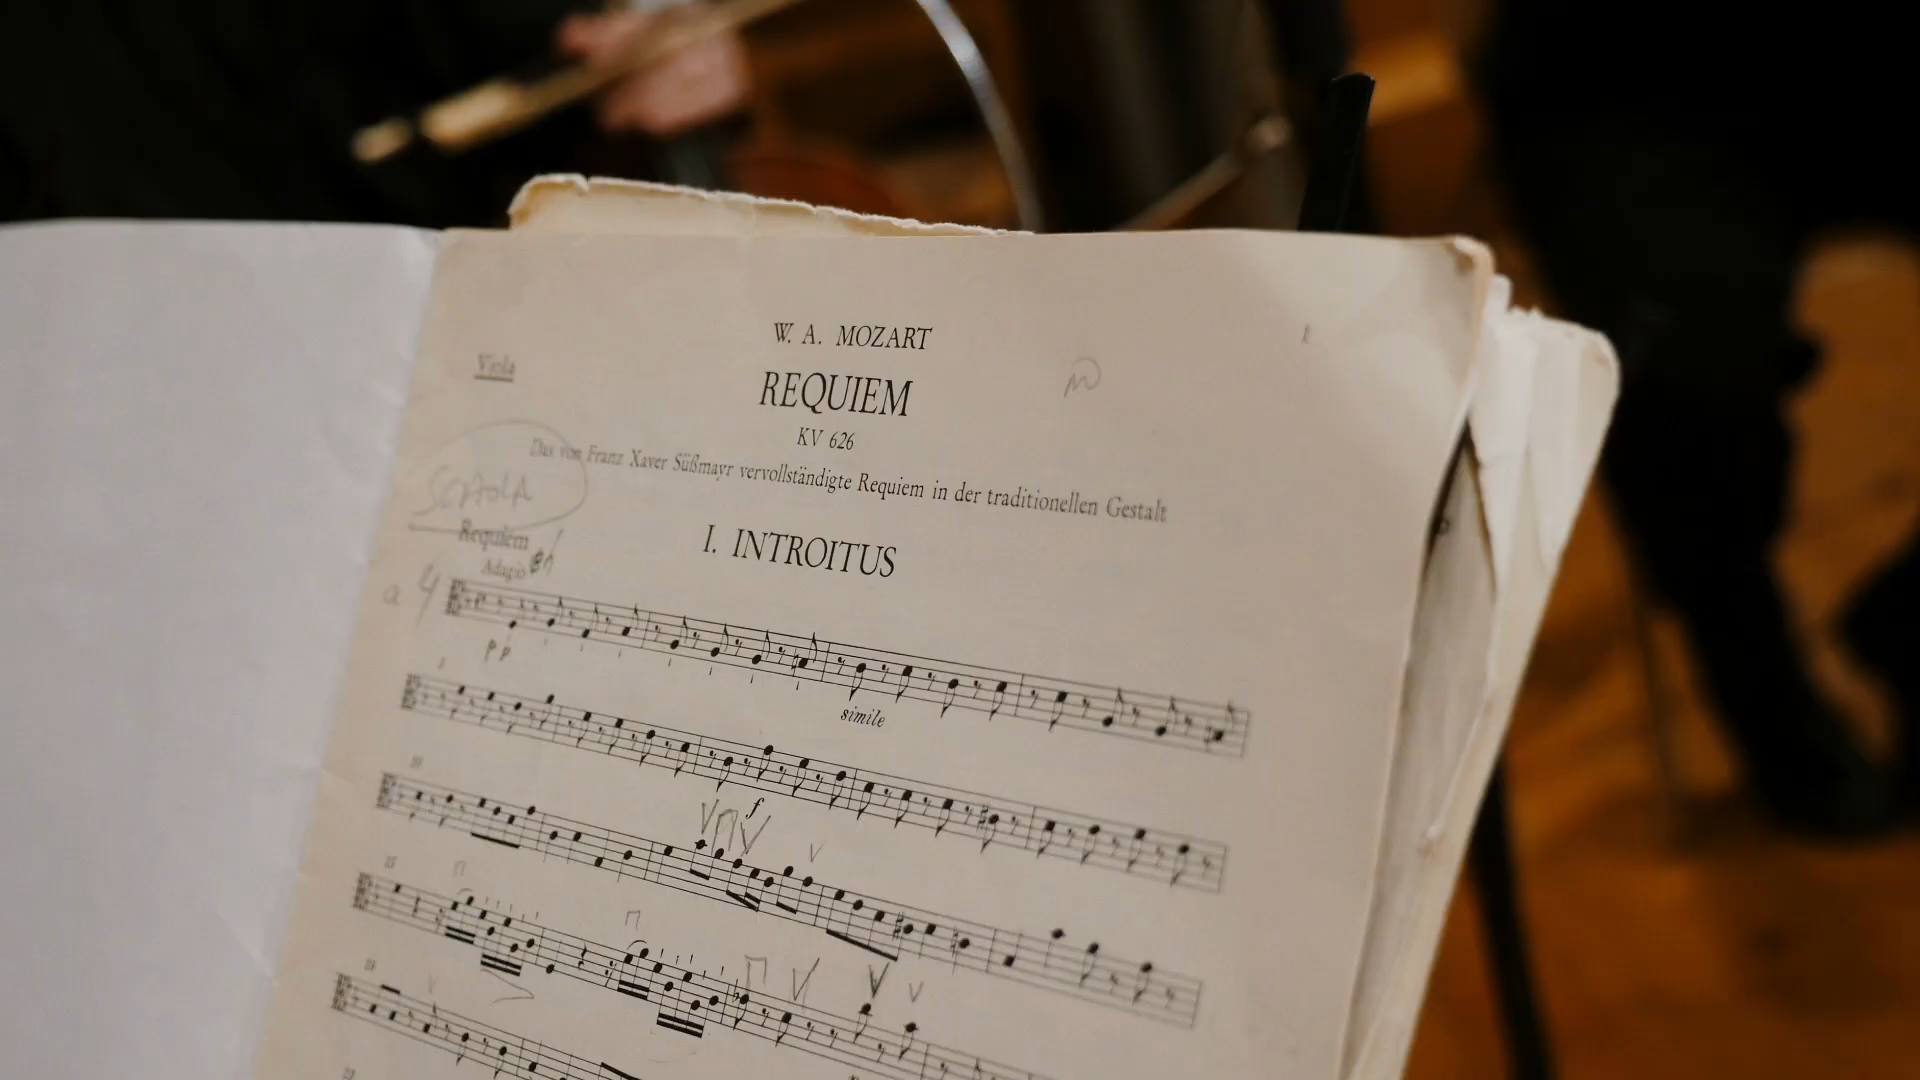 W. A. MOZART
Viola
REQUIEM
KV 626
Das von Franz Xaver Süßmayr vervollständigte Requiem in der traditionellen Gestalt
Requiem
I. INTROITUS
Adagio
a 4
pp
simile
f